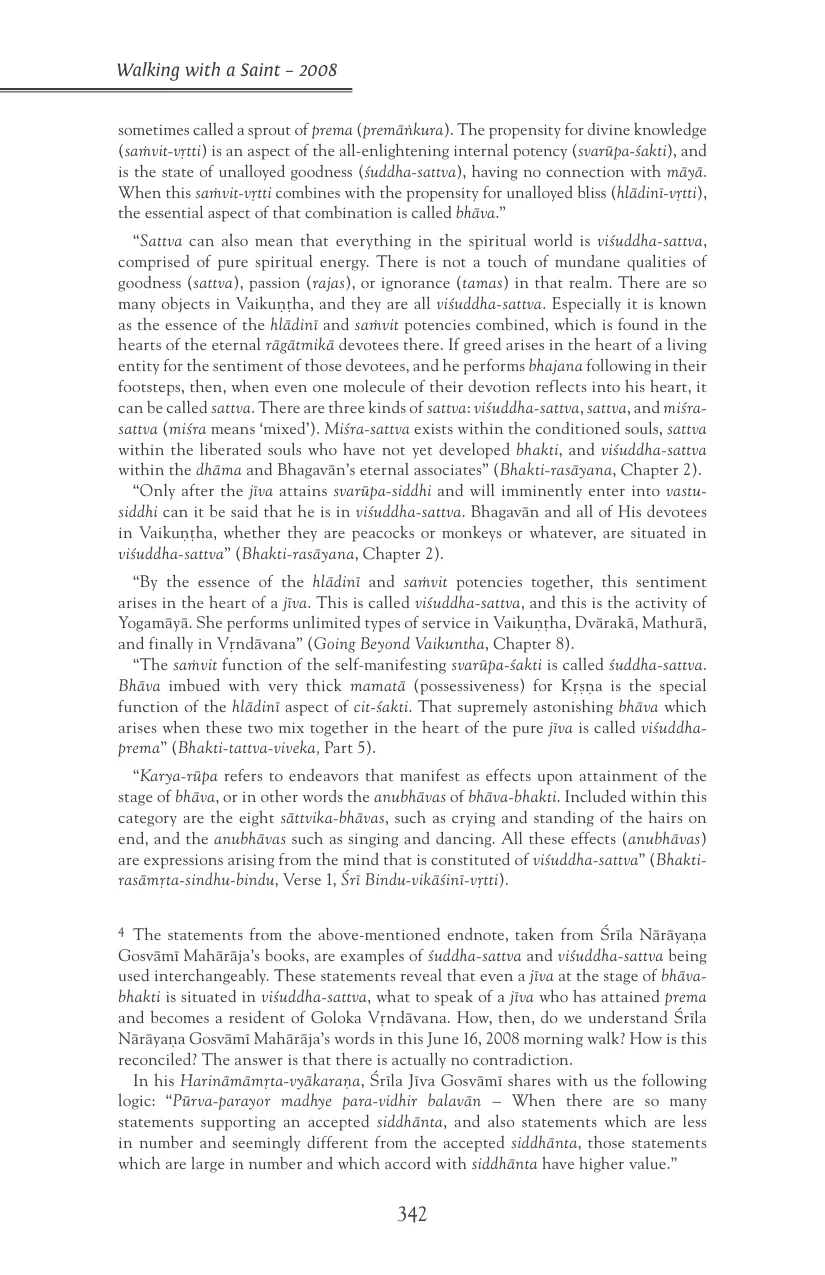 Walking with a Saint – 2008
sometimes called a sprout of prema (premāṅkura). The propensity for divine knowledge
(saṁvit-vṛtti) is an aspect of the all-enlightening internal potency (svarūpa-śakti), and
is the state of unalloyed goodness (śuddha-sattva), having no connection with māyā.
When this saṁvit-vṛtti combines with the propensity for unalloyed bliss (hlādinī-vṛtti),
the essential aspect of that combination is called bhāva.”
“Sattva can also mean that everything in the spiritual world is viśuddha-sattva,
comprised of pure spiritual energy. There is not a touch of mundane qualities of
goodness (sattva), passion (rajas), or ignorance (tamas) in that realm. There are so
many objects in Vaikuṇṭha, and they are all viśuddha-sattva. Especially it is known
as the essence of the hlādinī and saṁvit potencies combined, which is found in the
hearts of the eternal rāgātmikā devotees there. If greed arises in the heart of a living
entity for the sentiment of those devotees, and he performs bhajana following in their
footsteps, then, when even one molecule of their devotion reflects into his heart, it
can be called sattva. There are three kinds of sattva: viśuddha-sattva, sattva, and miśra-
sattva (miśra means ‘mixed’). Miśra-sattva exists within the conditioned souls, sattva
within the liberated souls who have not yet developed bhakti, and viśuddha-sattva
within the dhāma and Bhagavān’s eternal associates” (Bhakti-rasāyana, Chapter 2).
“Only after the jīva attains svarūpa-siddhi and will imminently enter into vastu-
siddhi can it be said that he is in viśuddha-sattva. Bhagavān and all of His devotees
in Vaikuṇṭha, whether they are peacocks or monkeys or whatever, are situated in
viśuddha-sattva” (Bhakti-rasāyana, Chapter 2).
“By the essence of the hlādinī and saṁvit potencies together, this sentiment
arises in the heart of a jīva. This is called viśuddha-sattva, and this is the activity of
Yogamāyā. She performs unlimited types of service in Vaikuṇṭha, Dvārakā, Mathurā,
and finally in Vṛndāvana” (Going Beyond Vaikuntha, Chapter 8).
“The saṁvit function of the self-manifesting svarūpa-śakti is called śuddha-sattva.
Bhāva imbued with very thick mamatā (possessiveness) for Kṛṣṇa is the special
function of the hlādinī aspect of cit-śakti. That supremely astonishing bhāva which
arises when these two mix together in the heart of the pure jīva is called viśuddha-
prema” (Bhakti-tattva-viveka, Part 5).
“Karya-rūpa refers to endeavors that manifest as effects upon attainment of the
stage of bhāva, or in other words the anubhāvas of bhāva-bhakti. Included within this
category are the eight sāttvika-bhāvas, such as crying and standing of the hairs on
end, and the anubhāvas such as singing and dancing. All these effects (anubhāvas)
are expressions arising from the mind that is constituted of viśuddha-sattva” (Bhakti-
rasāmṛta-sindhu-bindu, Verse 1, Śrī Bindu-vikāśinī-vṛtti).
4 The statements from the above-mentioned endnote, taken from Śrīla Nārāyaṇa
Gosvāmī Mahārāja’s books, are examples of śuddha-sattva and viśuddha-sattva being
used interchangeably. These statements reveal that even a jīva at the stage of bhāva-
bhakti is situated in viśuddha-sattva, what to speak of a jīva who has attained prema
and becomes a resident of Goloka Vṛndāvana. How, then, do we understand Śrīla
Nārāyaṇa Gosvāmī Mahārāja’s words in this June 16, 2008 morning walk? How is this
reconciled? The answer is that there is actually no contradiction.
In his Harināmāmṛta-vyākaraṇa, Śrīla Jīva Gosvāmī shares with us the following
logic: “Pūrva-parayor madhye para-vidhir balavān – When there are so many
statements supporting an accepted siddhānta, and also statements which are less
in number and seemingly different from the accepted siddhānta, those statements
which are large in number and which accord with siddhānta have higher value.”
342